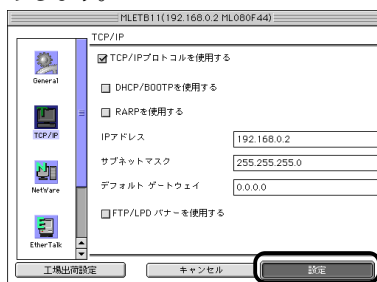 MLETB11(192.168.0.2 ML080F44)
TCP/IP
General
TCP/IP
NetWare
EtherTalk
TCP/IPプロトコルを使用する
DHCP/BOOTPを使用する
RARPを使用する
IPアドレス
192.168.0.2
サブネットマスク
255.255.255.0
デフォルト ゲートウェイ
0.0.0.0
FTP/LPD バナーを使用する
工場出荷設定
キャンセル
設定